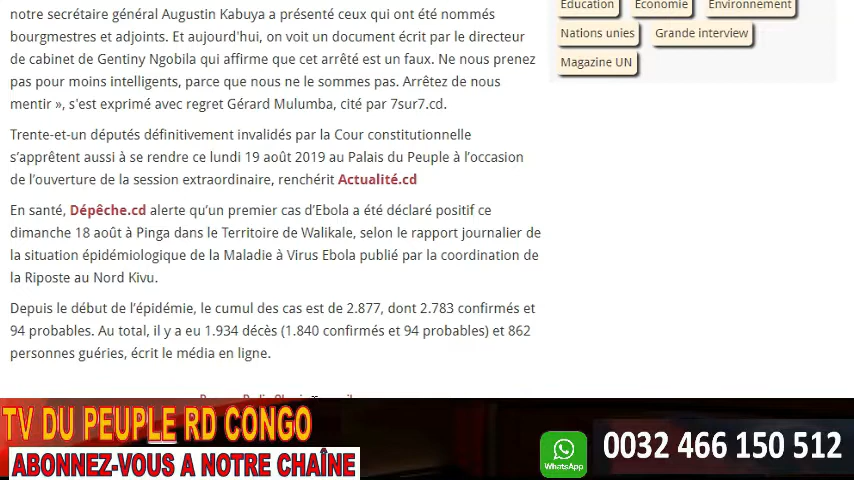 notre secrétaire général Augustin Kabuya a présenté ceux qui ont été nommés
bourgmestres et adjoints. Et aujourd'hui, on voit un document écrit par le directeur
de cabinet de Gentiny Ngobila qui affirme que cet arrêté est un faux. Ne nous prenez
pas pour moins intelligents, parce que nous ne le sommes pas. Arrêtez de nous
mentir », s'est exprimé avec regret Gérard Mulumba, cité par 7sur7.cd.
Trente-et-un députés définitivement invalidés par la Cour constitutionnelle
s'apprêtent aussi à se rendre ce lundi 19 août 2019 au Palais du Peuple à l'occasion
de l'ouverture de la session extraordinaire, renchérit Actualité.cd
En santé, Dépêche.cd alerte qu'un premier cas d'Ebola a été déclaré positif ce
dimanche 18 août à Pinga dans le Territoire de Walikale, selon le rapport journalier de
la situation épidémiologique de la Maladie à Virus Ebola publié par la coordination de
la Riposte au Nord Kivu.
Depuis le début de l'épidémie, le cumul des cas est de 2.877, dont 2.783 confirmés et
94 probables. Au total, il y a eu 1.934 décès (1.840 confirmés et 94 probables) et 862
personnes guéries, écrit le média en ligne.
Education Economie Environnement
Nations unies Grande interview
Magazine UN
TV DU PEUPLE RD CONGO
ABONNEZ-VOUS A NOTRE CHAÎNE
WhatsApp
0032 466 150 512